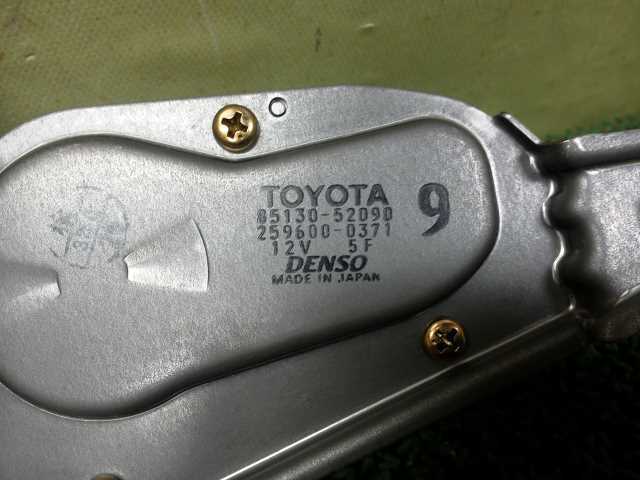 TOYOTA
85130-52090
9
259600-0371
12V 5F
DENSO
MADE IN JAPAN